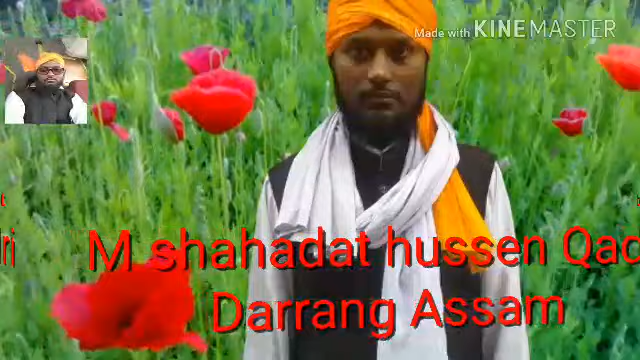 Made with KINEMASTER
M shahadat hussen Qad
Darrang Assam